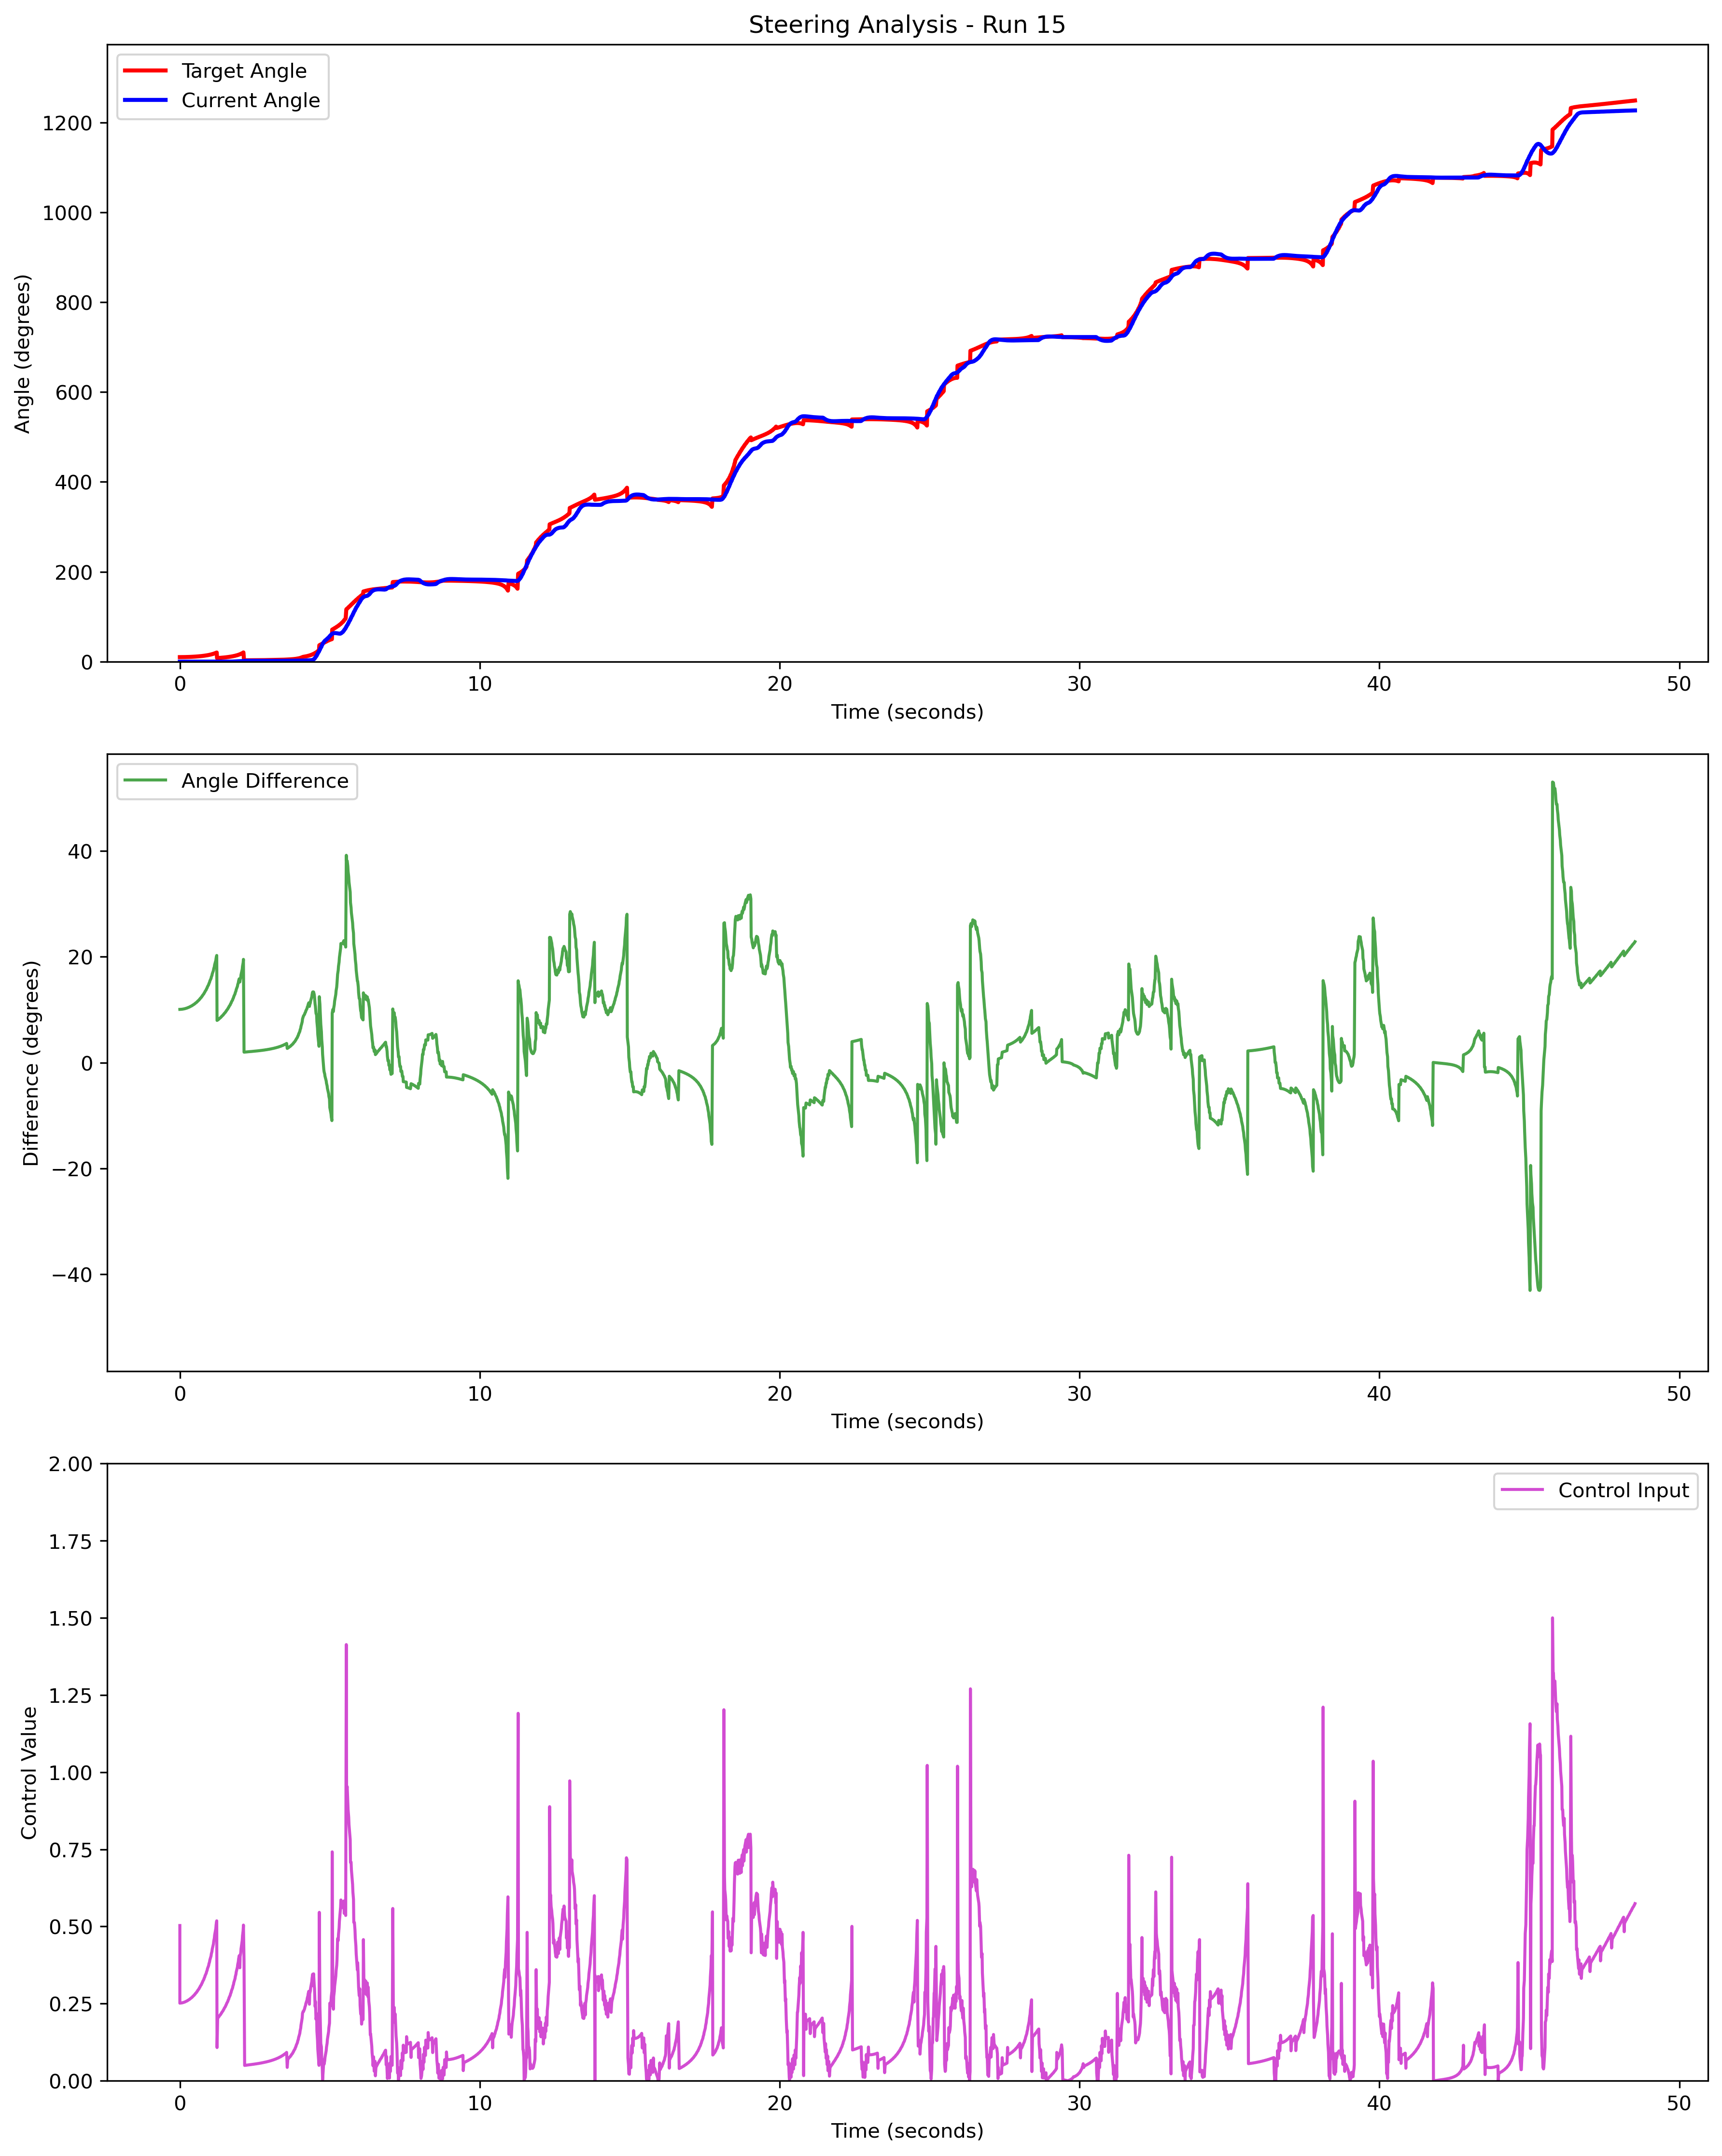 Steering Analysis - Run 15
Target Angle
Current Angle
Angle (degrees)
1200
1000
800
600
400
200
0
0 10 20 30 40 50
Time (seconds)
Angle Difference
Difference (degrees)
40
20
0
−20
−40
0 10 20 30 40 50
Time (seconds)
Control Input
Control Value
2.00
1.75
1.50
1.25
1.00
0.75
0.50
0.25
0.00
0 10 20 30 40 50
Time (seconds)